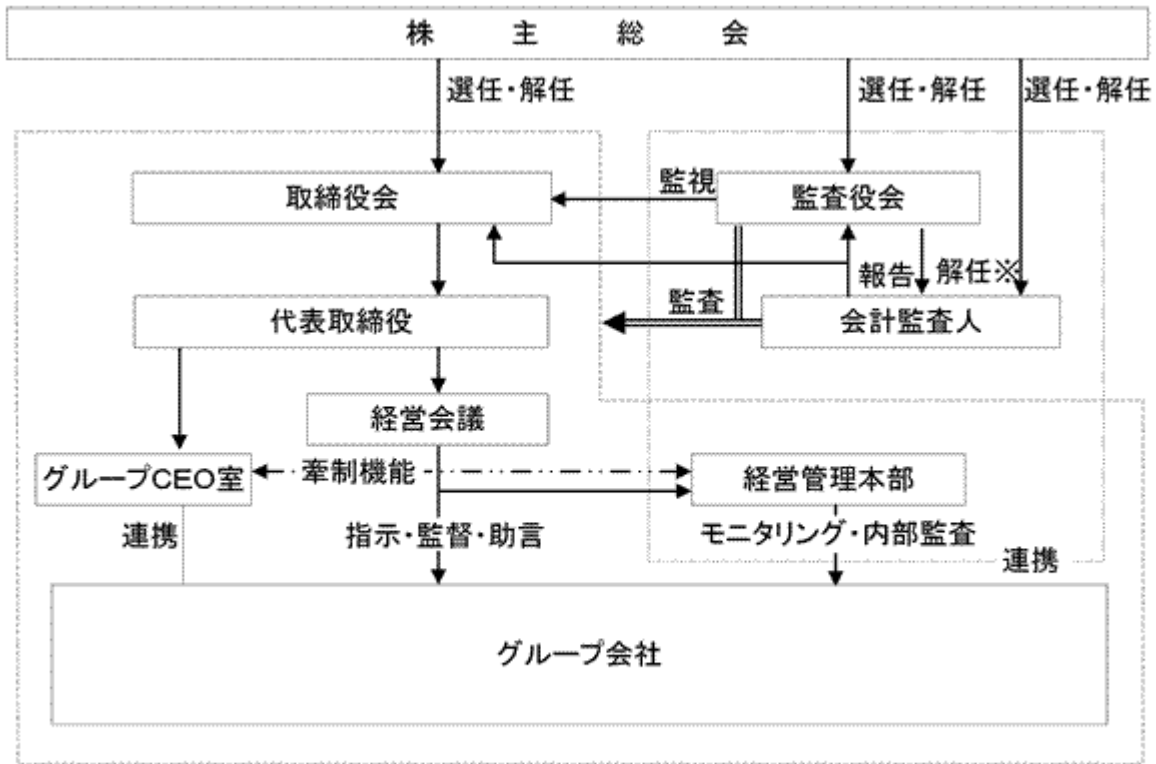 株主総会
選任・解任
選任・解任
選任・解任
取締役会
監視
監査役会
報告
解任※
監査
代表取締役
会計監査人
経営会議
グループCEO室
牽制機能
経営管理本部
連携
指示・監督・助言
モニタリング・内部監査
連携
グループ会社